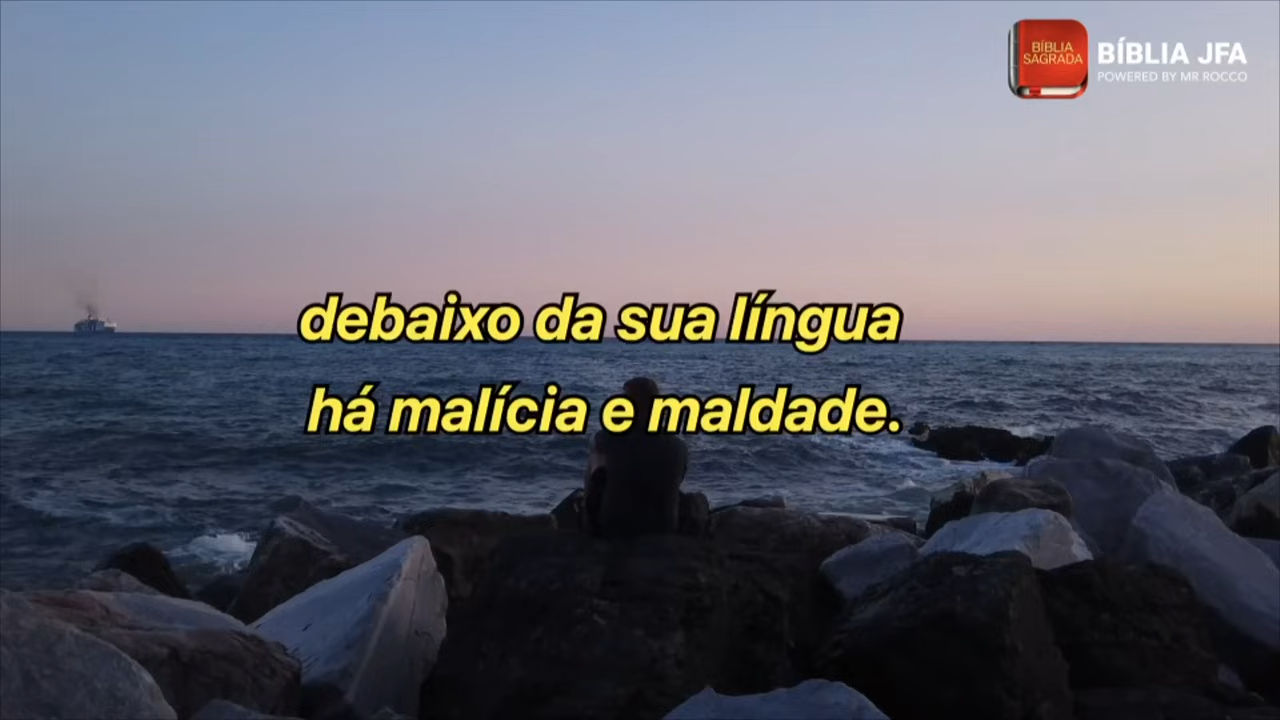 BÍBLIA
SAGRADA
BÍBLIA JFA
POWERED BY MR ROCCO
debaixo da sua língua
há malícia e maldade.